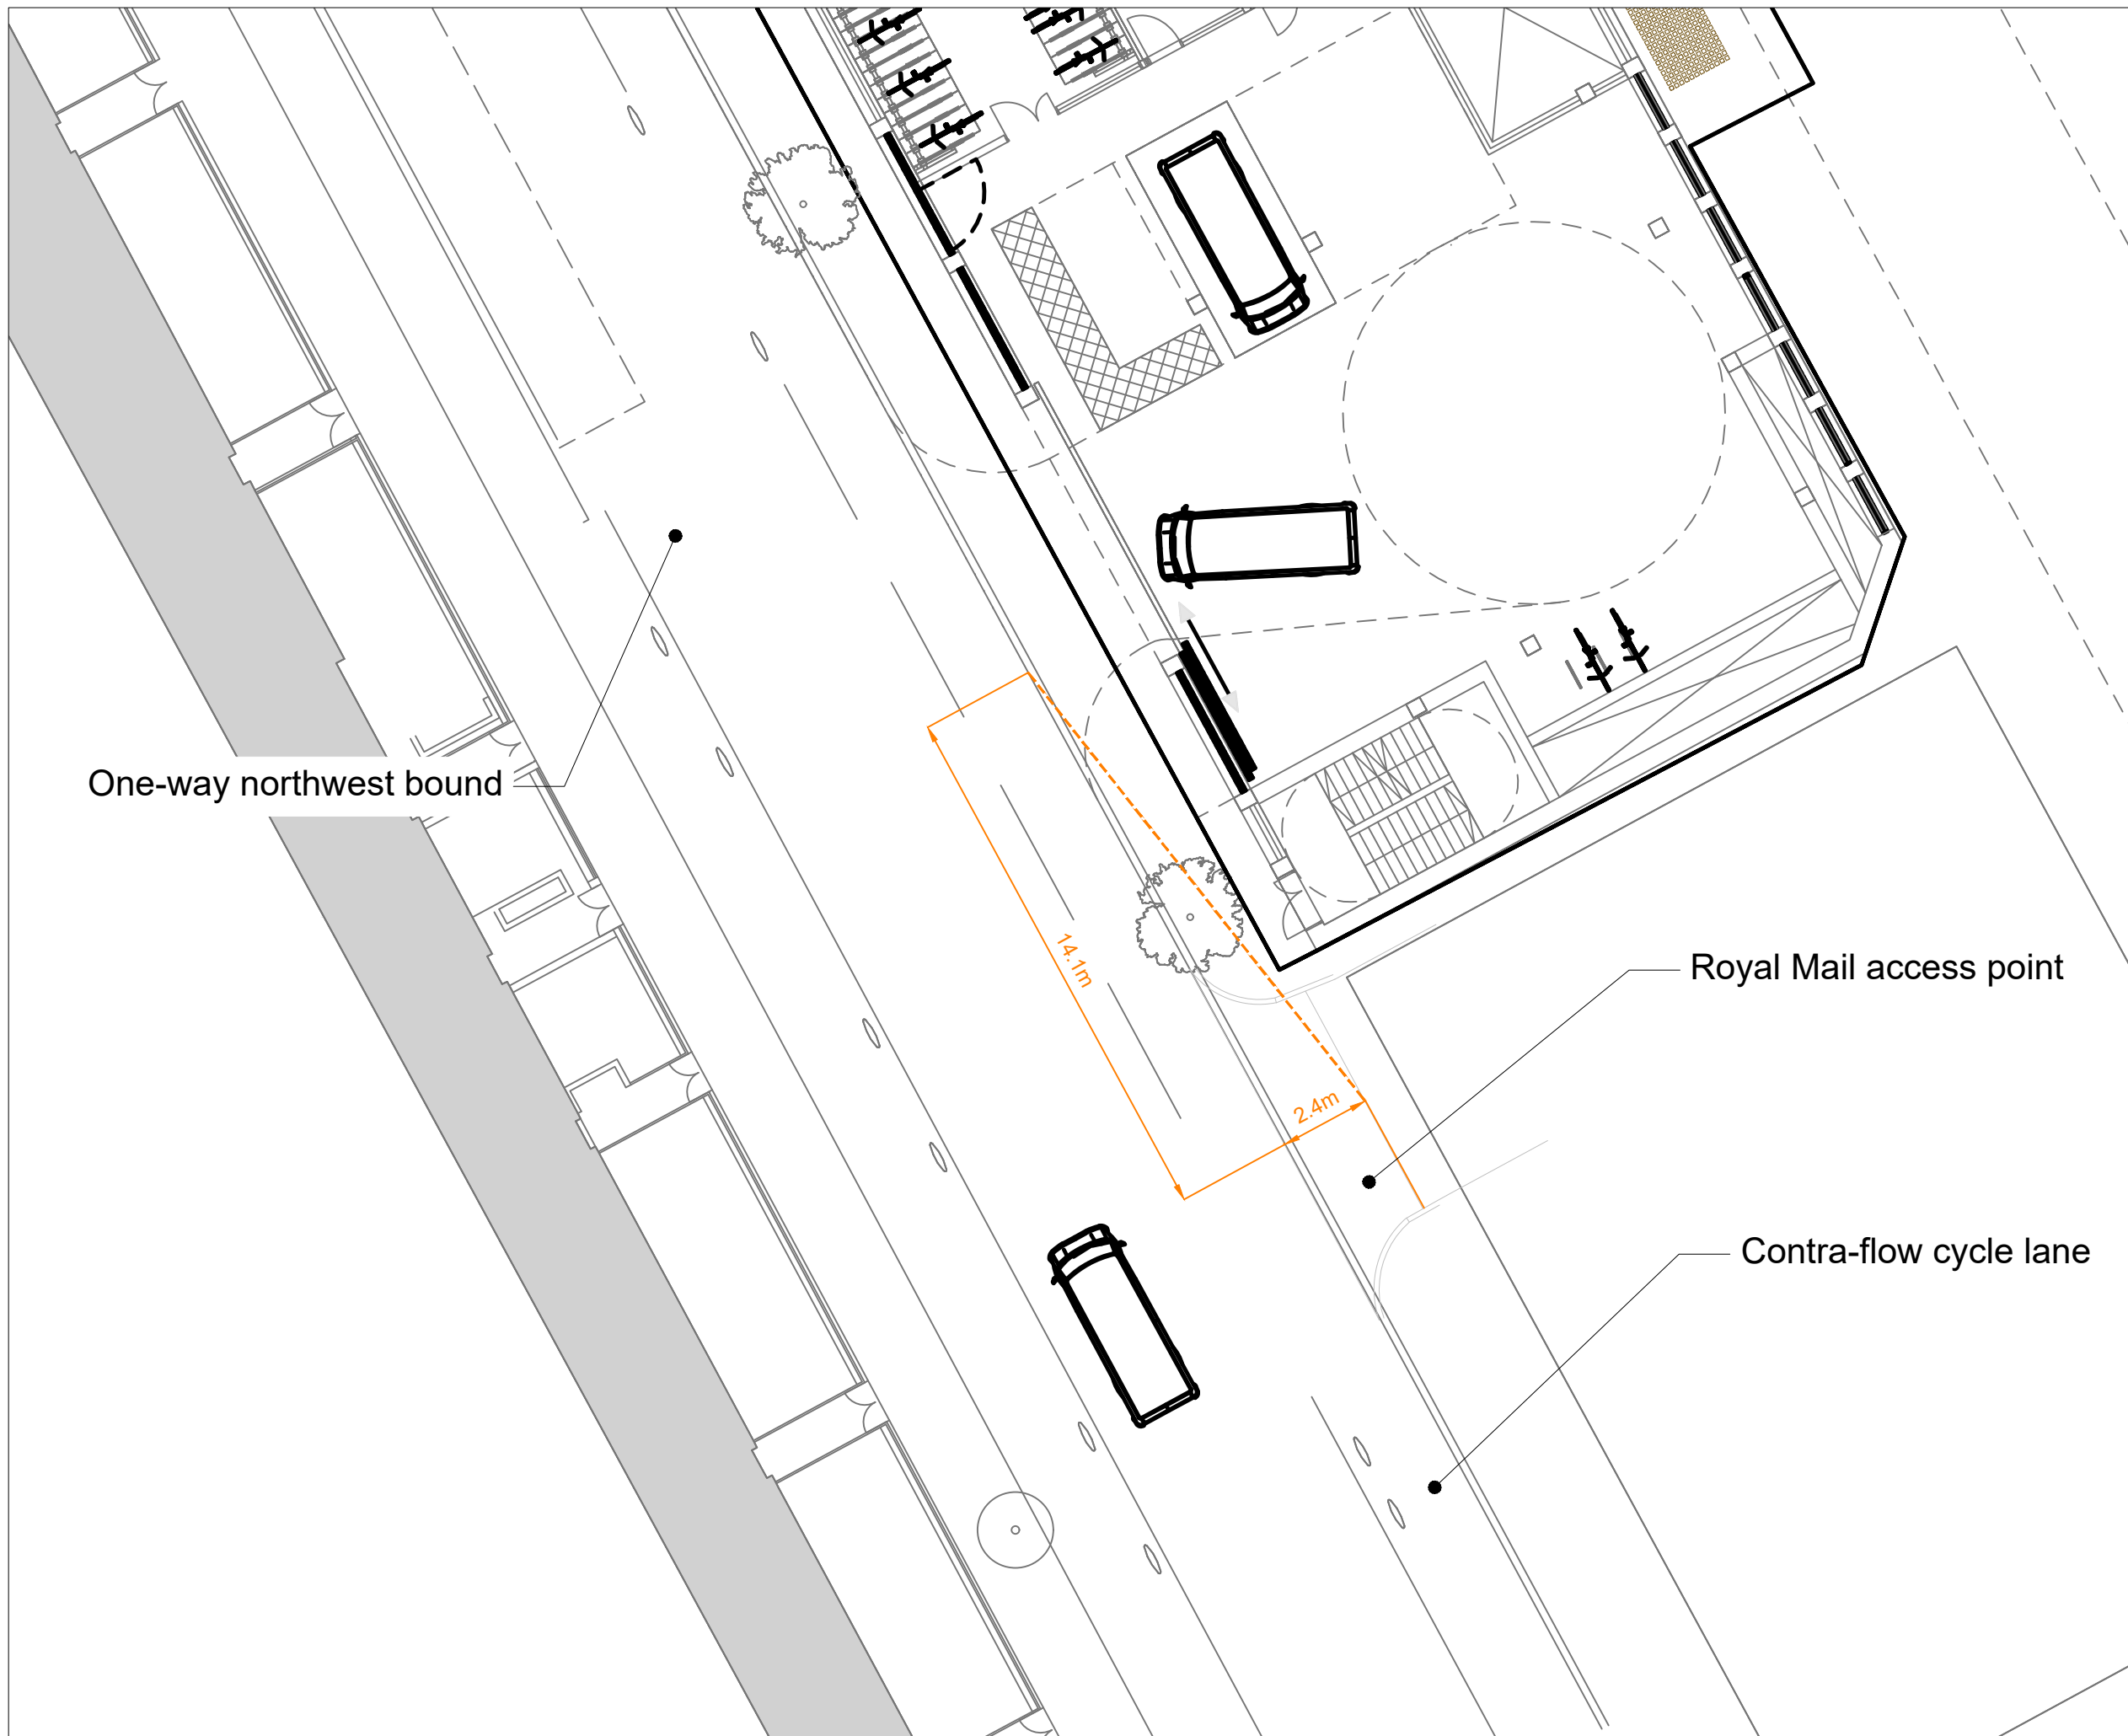 One-way northwest bound
14.1m
Royal Mail access point
2.4m
Contra-flow cycle lane